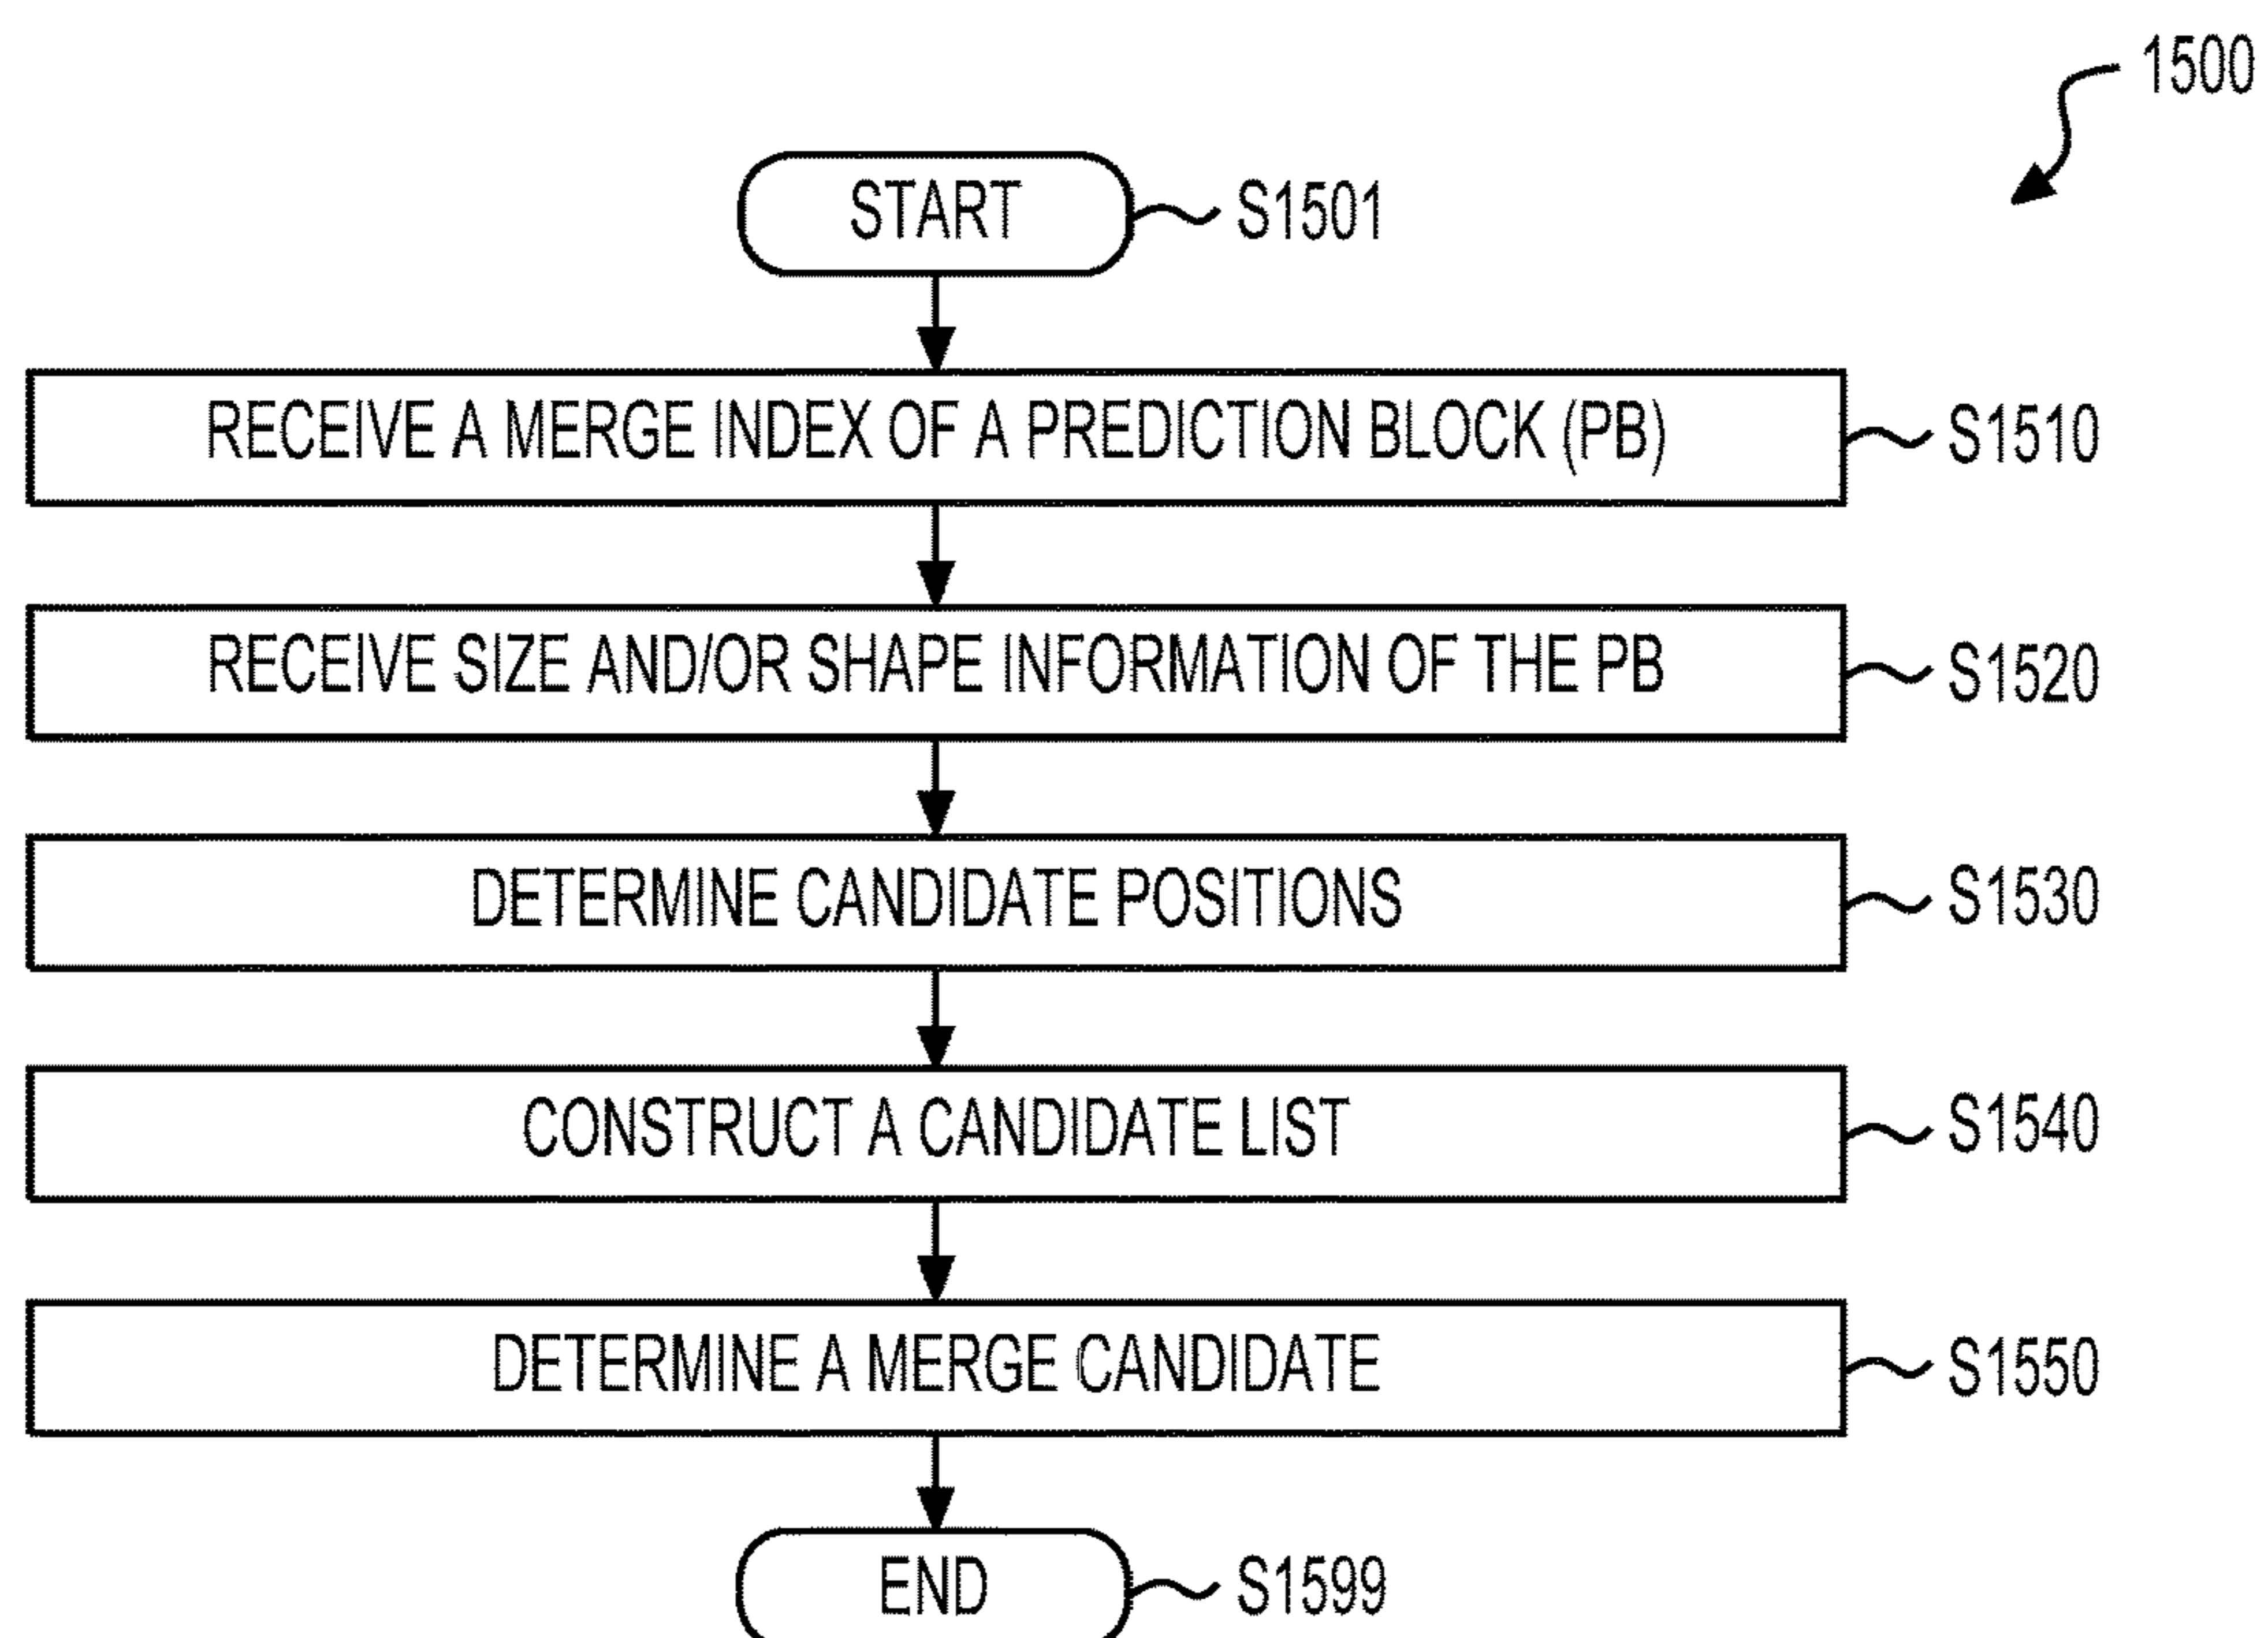 1500
START
S1501
RECEIVE A MERGE INDEX OF A PREDICTION BLOCK (PB)
S1510
RECEIVE SIZE AND/OR SHAPE INFORMATION OF THE PB
S1520
DETERMINE CANDIDATE POSITIONS
S1530
CONSTRUCT A CANDIDATE LIST
S1540
DETERMINE A MERGE CANDIDATE
S1550
END
S1599